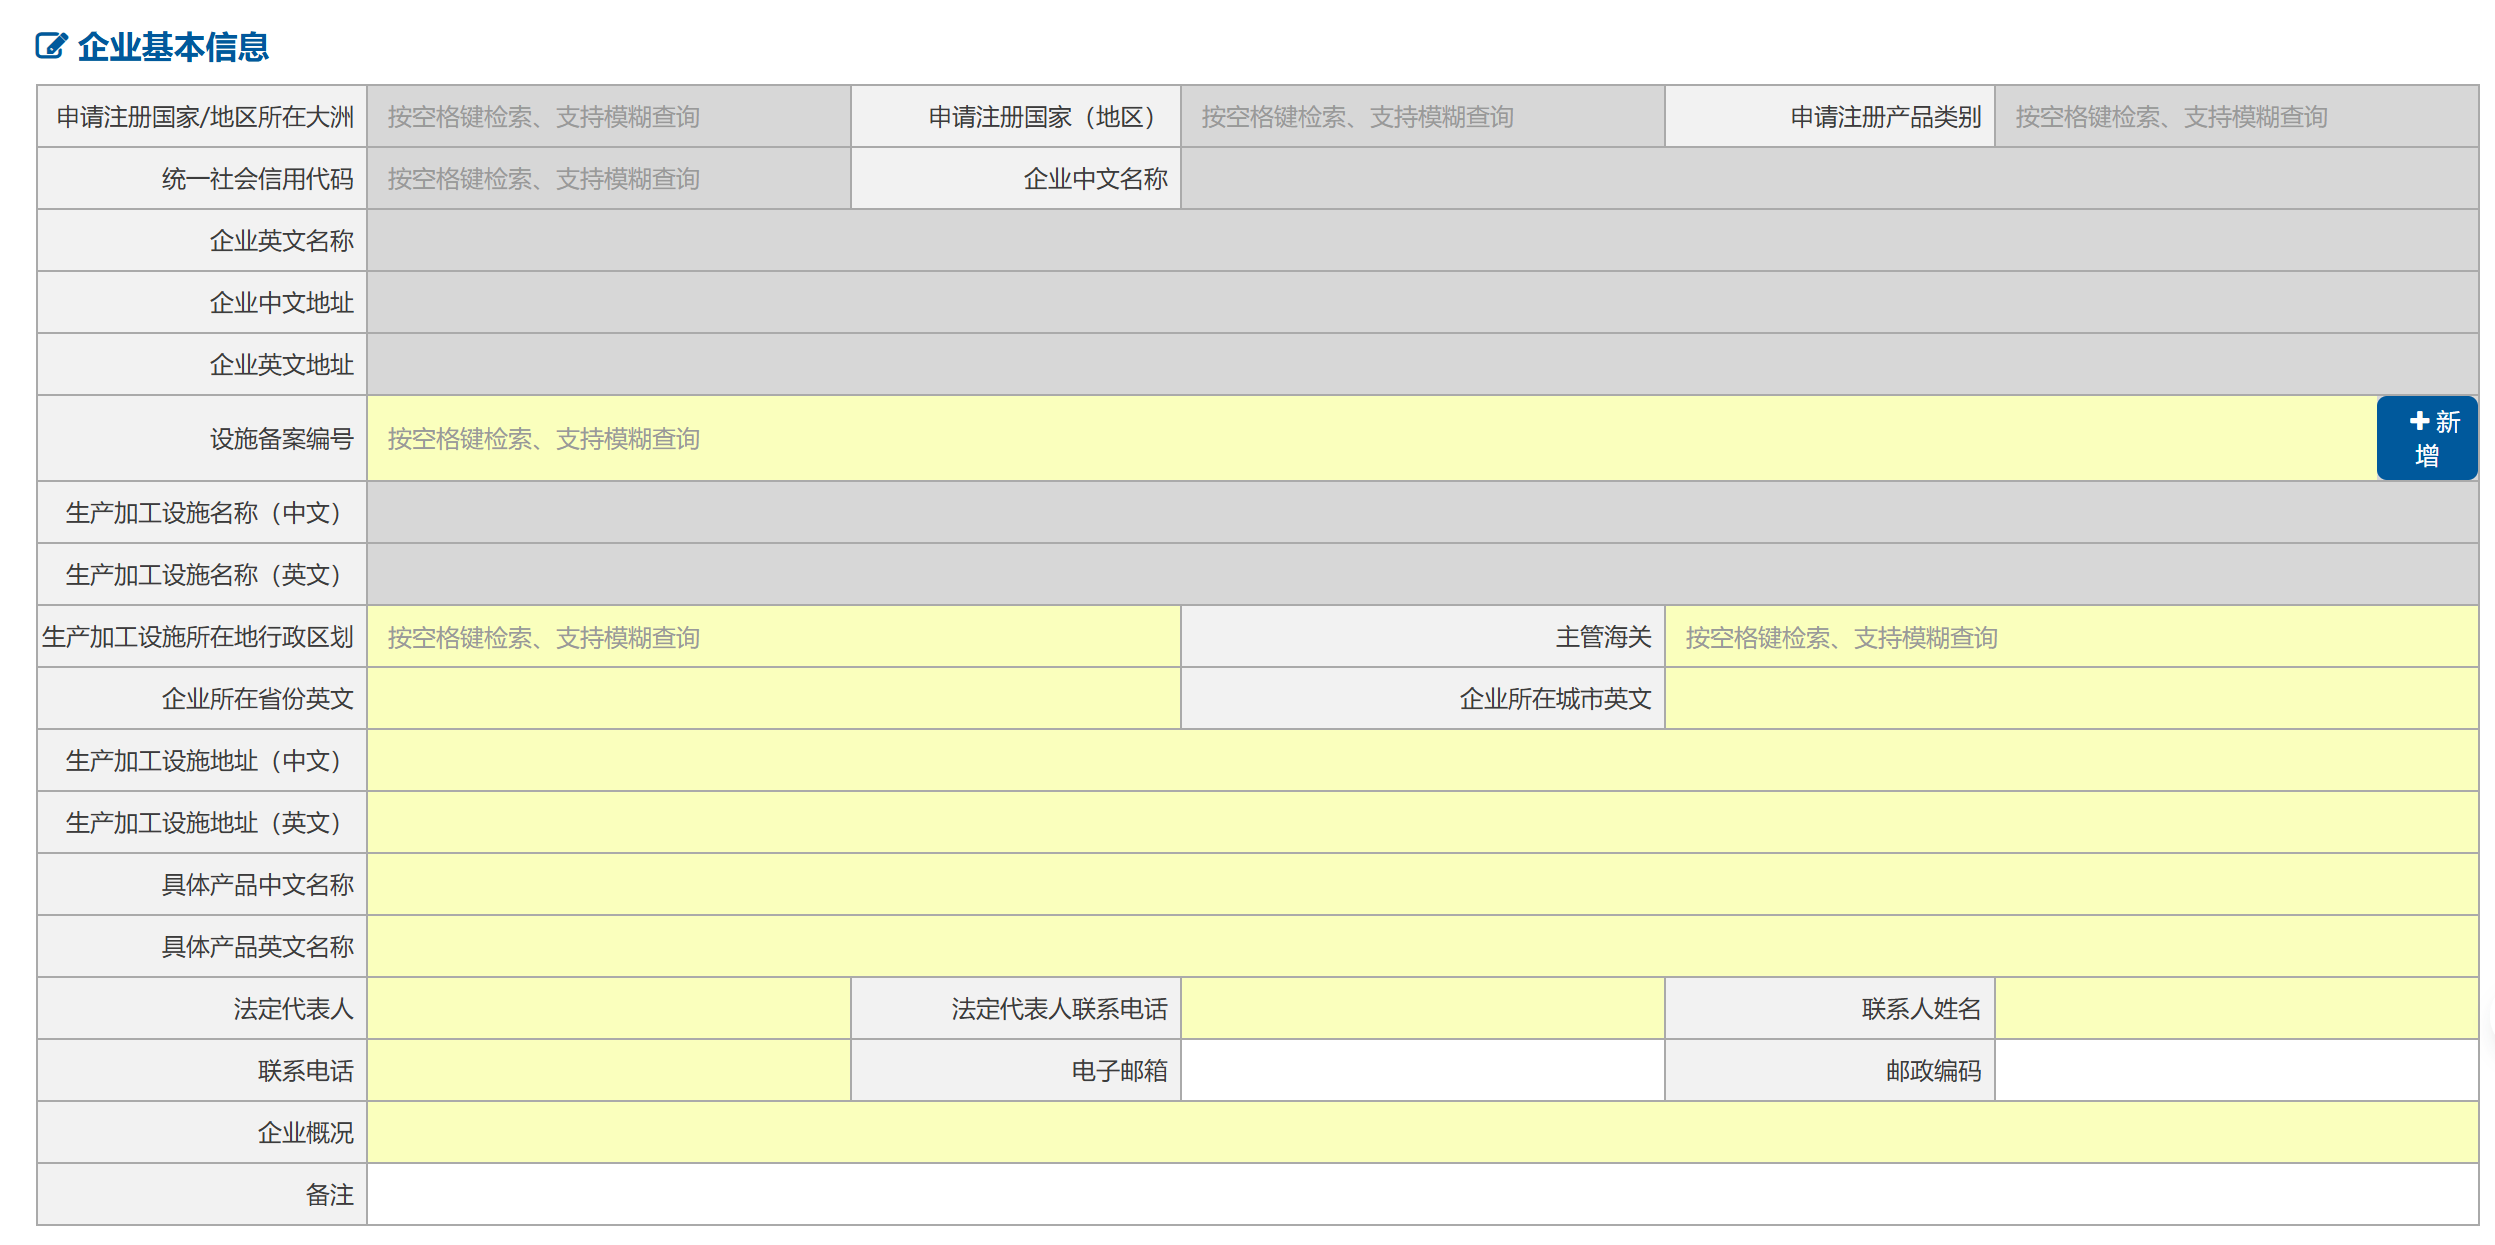 企业基本信息
申请注册国家/地区所在大洲 按空格键检索、支持模糊查询 申请注册国家（地区） 按空格键检索、支持模糊查询 申请注册产品类别 按空格键检索、支持模糊查询
统一社会信用代码 按空格键检索、支持模糊查询 企业中文名称
企业英文名称
企业中文地址
企业英文地址
设施备案编号 按空格键检索、支持模糊查询 新
增
生产加工设施名称（中文）
生产加工设施名称（英文）
生产加工设施所在地行政区划 按空格键检索、支持模糊查询 主管海关 按空格键检索、支持模糊查询
企业所在省份英文 企业所在城市英文
生产加工设施地址（中文）
生产加工设施地址（英文）
具体产品中文名称
具体产品英文名称
法定代表人 法定代表人联系电话 联系人姓名
联系电话 电子邮箱 邮政编码
企业概况
备注